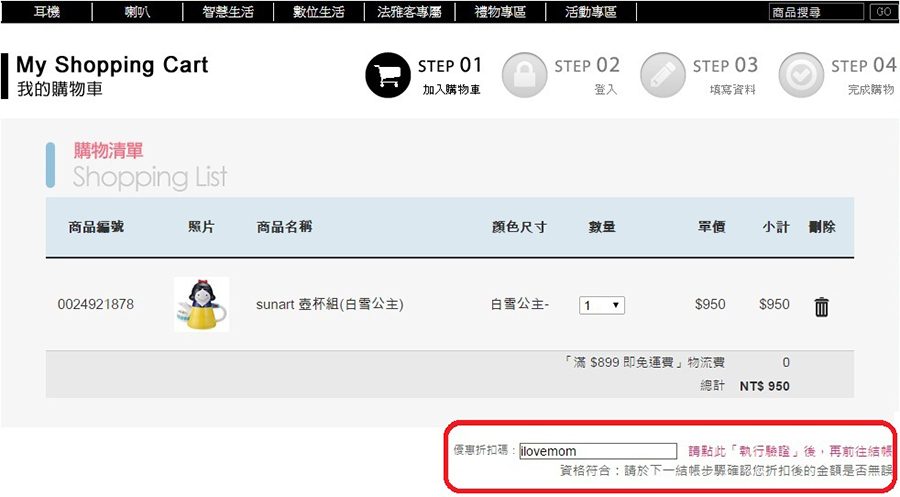 耳機 喇叭 智慧生活 數位生活 法雅客專屬 禮物專區 活動專區 商品搜尋 GO
My Shopping Cart
我的購物車
STEP 01
加入購物車
STEP 02
登入
STEP 03
填寫資料
STEP 04
完成購物
購物清單
Shopping List
商品編號 照片 商品名稱 顏色尺寸 數量 單價 小計 刪除
0024921878 sunart 壺杯組(白雪公主) 白雪公主- 1 $950 $950
「滿 $899 即免運費」物流費 0
總計 NT$ 950
優惠折扣碼：ilovemom 請點此「執行驗證」後，再前往結帳
資格符合：請於下一結帳步驟確認您折扣後的金額是否無誤